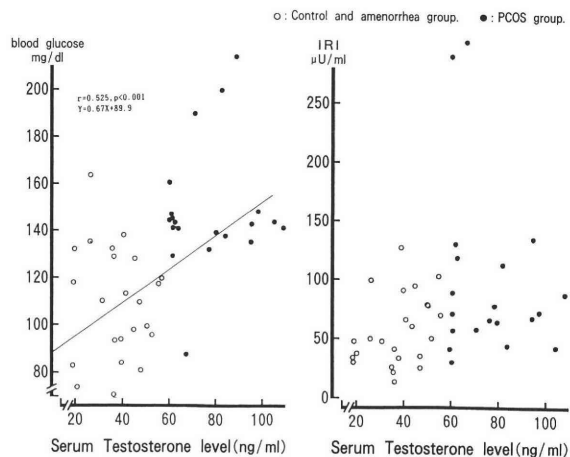 ○ : Control and amenorrhea group.  ● : PCOS group.
blood glucose
mg/dl
200
180
160
140
120
100
80
r=0.525, p<0.001
Y=0.67X+89.9
20 40 60 80 100
Serum Testosterone level(ng/ml)
IRI
μU/ml
250
200
150
100
50
0
20 40 60 80 100
Serum Testosterone level(ng/ml)